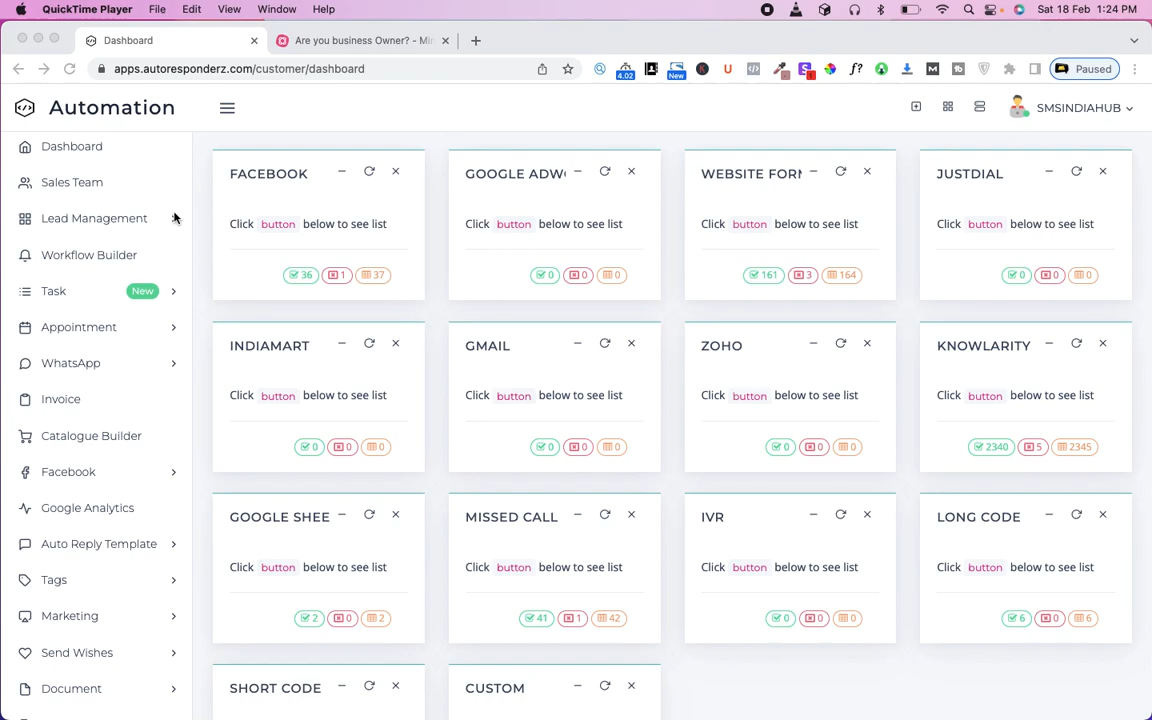 QuickTime Player File Edit View Window Help Sat 18 Feb 1:24 PM
Dashboard Are you business Owner? - Min
apps.autoresponderz.com/customer/dashboard 4.02 New Paused
Automation SMSINDIAHUB
Dashboard
Sales Team
Lead Management
Workflow Builder
Task New
Appointment
WhatsApp
Invoice
Catalogue Builder
Facebook
Google Analytics
Auto Reply Template
Tags
Marketing
Send Wishes
Document
FACEBOOK
Click button below to see list
36 1 37
GOOGLE ADW
Click button below to see list
0 0 0
WEBSITE FORM
Click button below to see list
161 3 164
JUSTDIAL
Click button below to see list
0 0 0
INDIAMART
Click button below to see list
0 0 0
GMAIL
Click button below to see list
0 0 0
ZOHO
Click button below to see list
0 0 0
KNOWLARITY
Click button below to see list
2340 5 2345
GOOGLE SHEE
Click button below to see list
2 0 2
MISSED CALL
Click button below to see list
41 1 42
IVR
Click button below to see list
0 0 0
LONG CODE
Click button below to see list
6 0 6
SHORT CODE
CUSTOM